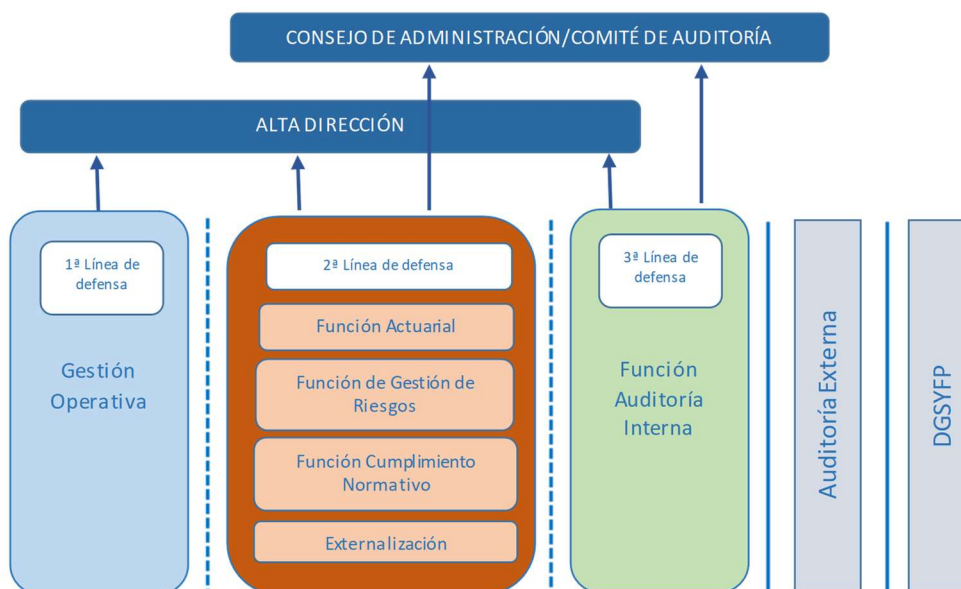 CONSEJO DE ADMINISTRACIÓN/COMITÉ DE AUDITORÍA
ALTA DIRECCIÓN
1ª Línea de
defensa
Gestión
Operativa
2ª Línea de defensa
Función Actuarial
Función de Gestión de
Riesgos
Función Cumplimiento
Normativo
Externalización
3ª Línea de
defensa
Función
Auditoría
Interna
Auditoría Externa
DGSYFP